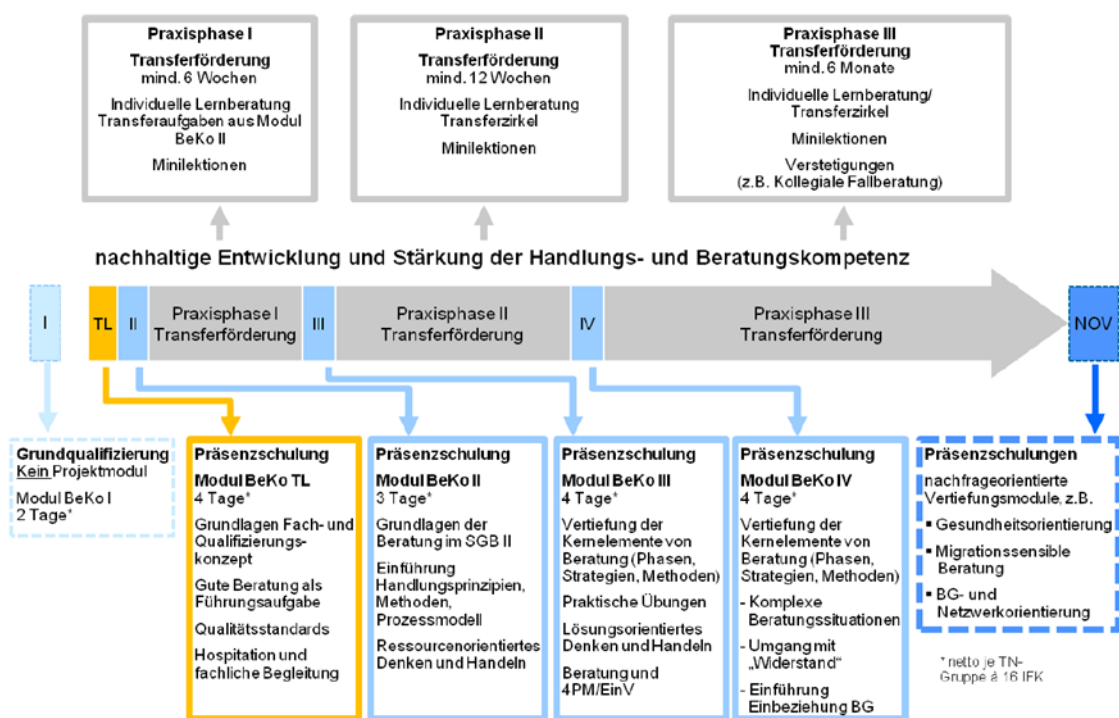 Praxisphase I
Transferförderung
mind. 6 Wochen
Individuelle Lernberatung
Transferaufgaben aus Modul
BeKo II
Minilektionen
Praxisphase II
Transferförderung
mind. 12 Wochen
Individuelle Lernberatung
Transferzirkel
Minilektionen
Praxisphase III
Transferförderung
mind. 6 Monate
Individuelle Lernberatung/
Transferzirkel
Minilektionen
Verstetigungen
(z.B. Kollegiale Fallberatung)
nachhaltige Entwicklung und Stärkung der Handlungs- und Beratungskompetenz
I
TL
II
Praxisphase I
Transferförderung
III
Praxisphase II
Transferförderung
IV
Praxisphase III
Transferförderung
NOV
Grundqualifizierung
Kein Projektmodul
Modul BeKo I
2 Tage*
Präsenzschulung
Modul BeKo TL
4 Tage*
Grundlagen Fach- und
Qualifizierungs-
konzept
Gute Beratung als
Führungsaufgabe
Qualitätsstandards
Hospitation und
fachliche Begleitung
Präsenzschulung
Modul BeKo II
3 Tage*
Grundlagen der
Beratung im SGB II
Einführung
Handlungsprinzipien,
Methoden,
Prozessmodell
Ressourcenorientiertes
Denken und Handeln
Präsenzschulung
Modul BeKo III
4 Tage*
Vertiefung der
Kernelemente von
Beratung (Phasen,
Strategien, Methoden)
Praktische Übungen
Lösungsorientiertes
Denken und Handeln
Beratung und
4PM/EinV
Präsenzschulung
Modul BeKo IV
4 Tage*
Vertiefung der
Kernelemente von
Beratung (Phasen,
Strategien, Methoden)
- Komplexe
Beratungssituationen
- Umgang mit
„Widerstand“
- Einführung
Einbeziehung BG
Präsenzschulungen
nachfrageorientierte
Vertiefungsmodule, z.B.
▪ Gesundheitsorientierung
▪ Migrationssensible
Beratung
▪ BG- und
Netzwerkorientierung
* netto je TN-
Gruppe à 16 IFK